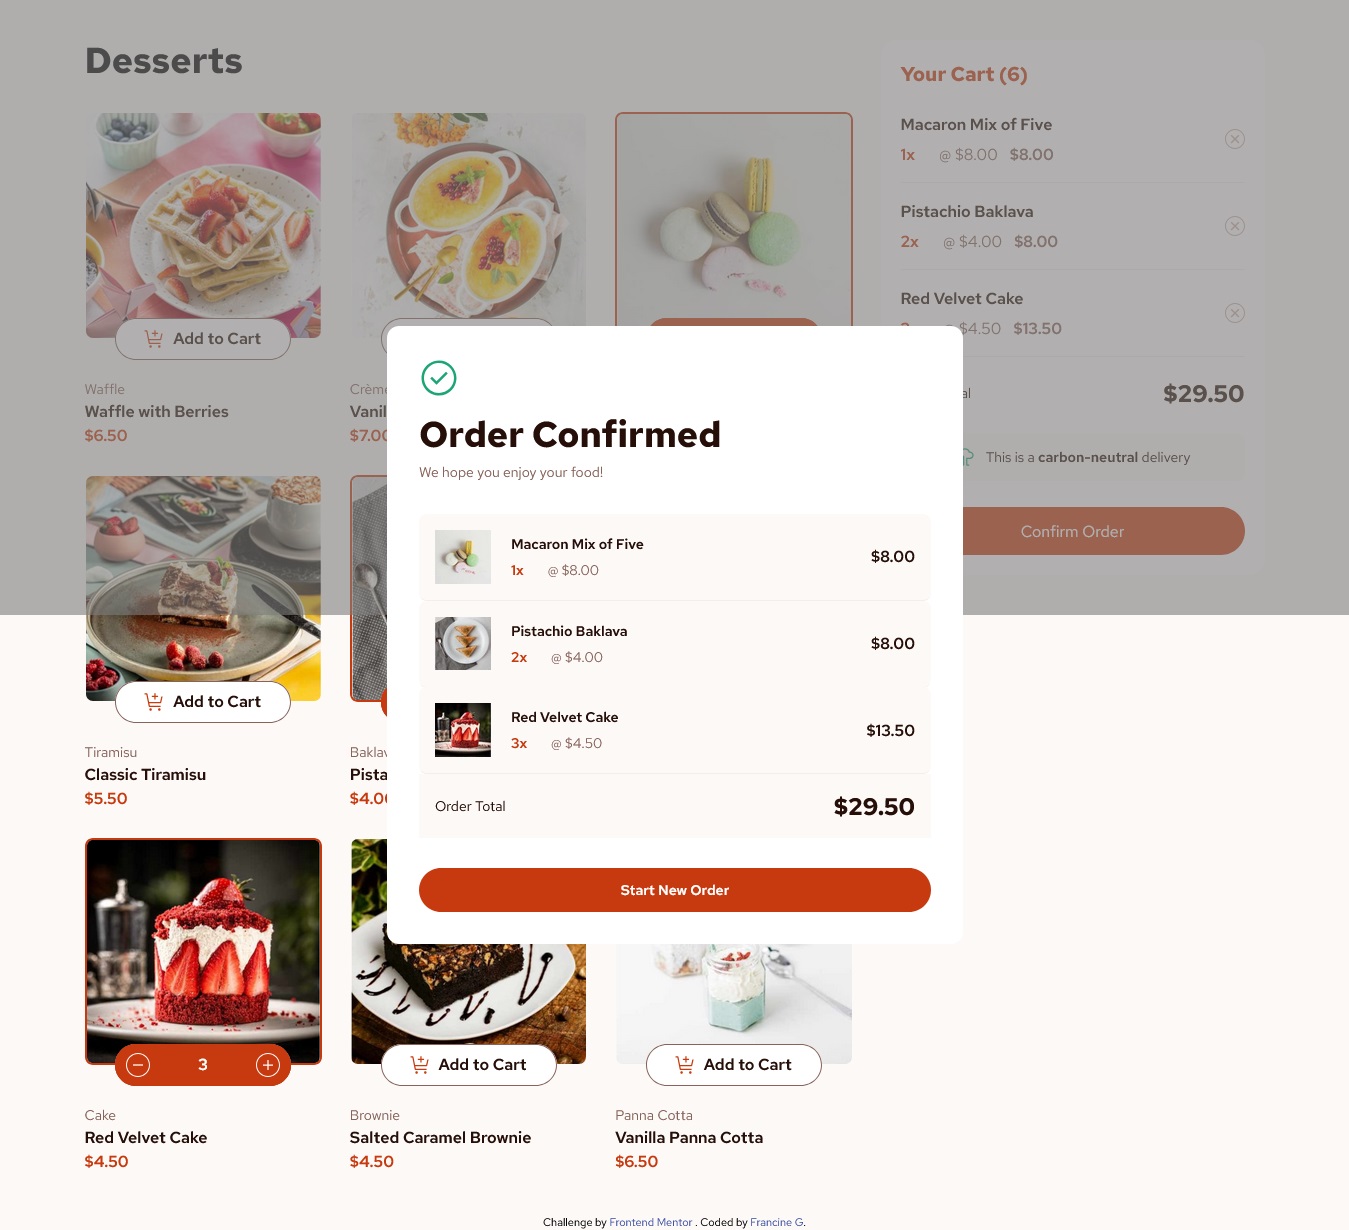 Desserts
Add to Cart
Waffle
Waffle with Berries
$6.50
Crème
Vanil
$7.00
Add to Cart
Tiramisu
Classic Tiramisu
$5.50
Baklav
Pista
$4.00
3
Cake
Red Velvet Cake
$4.50
Add to Cart
Brownie
Salted Caramel Brownie
$4.50
Add to Cart
Panna Cotta
Vanilla Panna Cotta
$6.50
Your Cart (6)
Macaron Mix of Five
1x @ $8.00 $8.00
Pistachio Baklava
2x @ $4.00 $8.00
Red Velvet Cake
@ $4.50 $13.50
al $29.50
This is a carbon-neutral delivery
Confirm Order
Order Confirmed
We hope you enjoy your food!
Macaron Mix of Five
1x @ $8.00
$8.00
Pistachio Baklava
2x @ $4.00
$8.00
Red Velvet Cake
3x @ $4.50
$13.50
Order Total $29.50
Start New Order
Challenge by Frontend Mentor . Coded by Francine G.